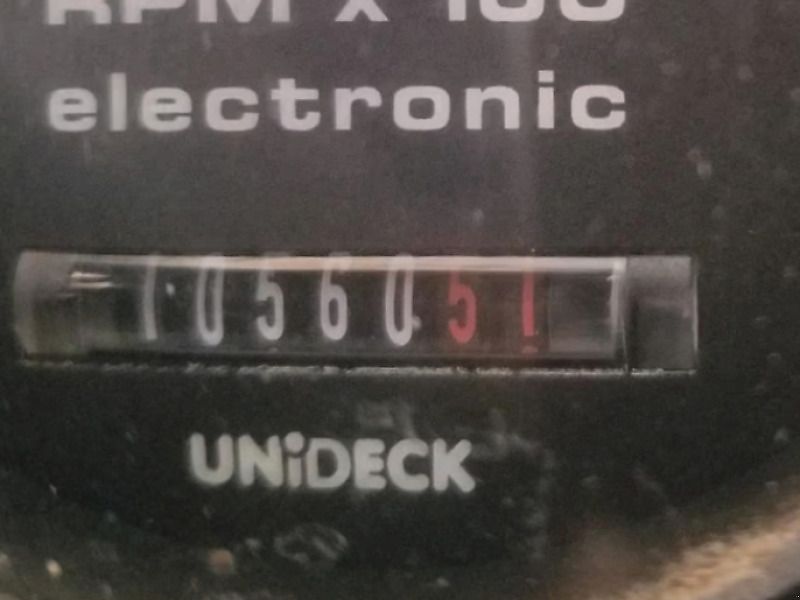 RPM x 100
electronic
1056051
UNiDECK